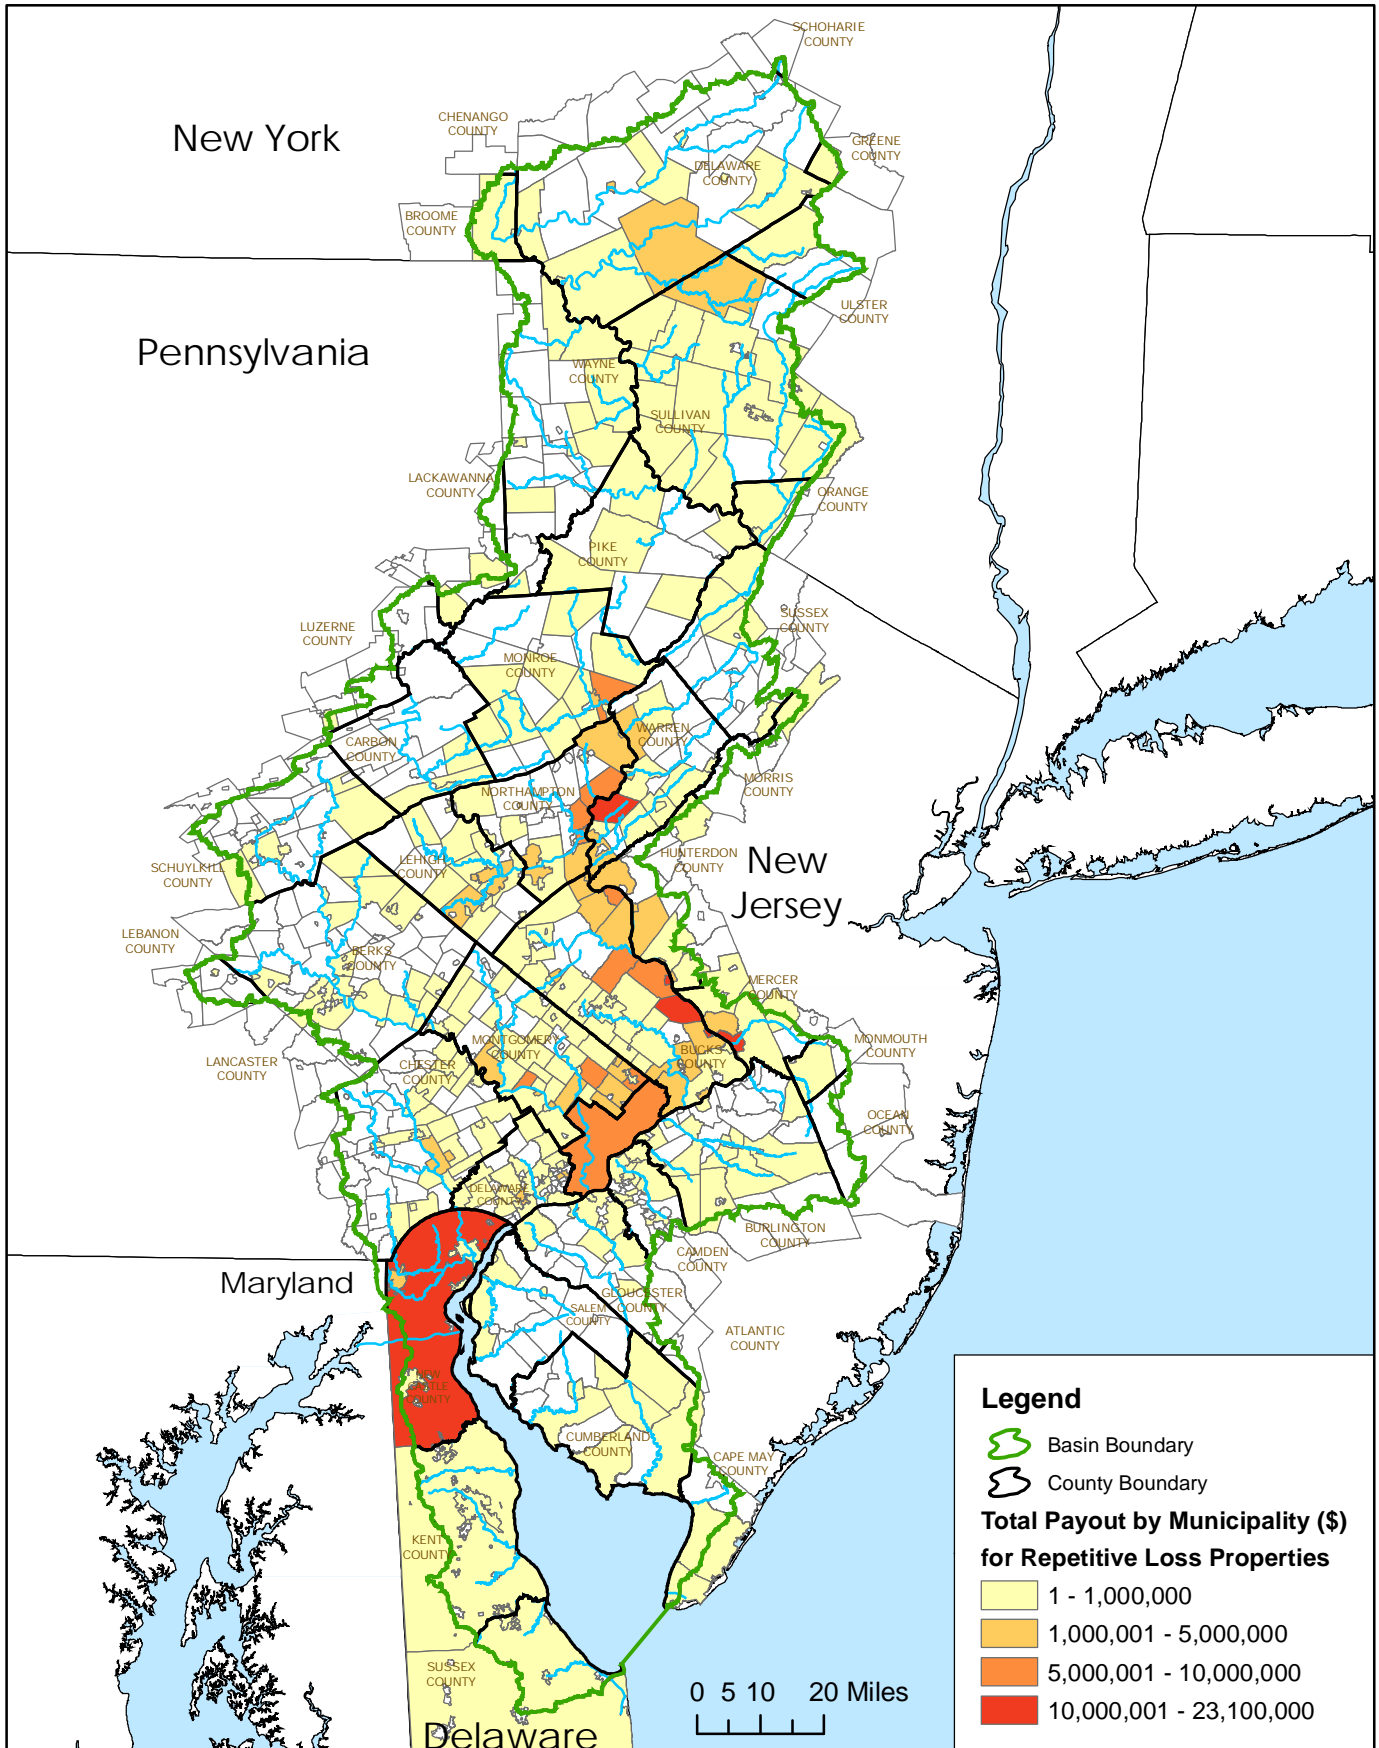 SCHOHARIE
COUNTY
New York
CHENANGO
COUNTY
GREENE
COUNTY
DELAWARE
COUNTY
BROOME
COUNTY
ULSTER
COUNTY
Pennsylvania
WAYNE
COUNTY
SULLIVAN
COUNTY
LACKAWANNA
COUNTY
ORANGE
COUNTY
PIKE
COUNTY
SUSSEX
COUNTY
LUZERNE
COUNTY
MONROE
COUNTY
WARREN
COUNTY
CARBON
COUNTY
MORRIS
COUNTY
NORTHAMPTON
COUNTY
HUNTERDON
COUNTY
New
Jersey
SCHUYLKILL
COUNTY
LEHIGH
COUNTY
LEBANON
COUNTY
BERKS
COUNTY
MERCER
COUNTY
MONMOUTH
COUNTY
MONTGOMERY
COUNTY
BUCKS
COUNTY
LANCASTER
COUNTY
CHESTER
COUNTY
OCEAN
COUNTY
DELAWARE
COUNTY
BURLINGTON
COUNTY
CAMDEN
COUNTY
Maryland
GLOUCESTER
COUNTY
SALEM
COUNTY
ATLANTIC
COUNTY
NEW
CASTLE
COUNTY
CUMBERLAND
COUNTY
CAPE MAY
COUNTY
KENT
COUNTY
SUSSEX
COUNTY
Delaware
0 5 10 20 Miles
Legend
Basin Boundary
County Boundary
Total Payout by Municipality ($)
for Repetitive Loss Properties
1 - 1,000,000
1,000,001 - 5,000,000
5,000,001 - 10,000,000
10,000,001 - 23,100,000